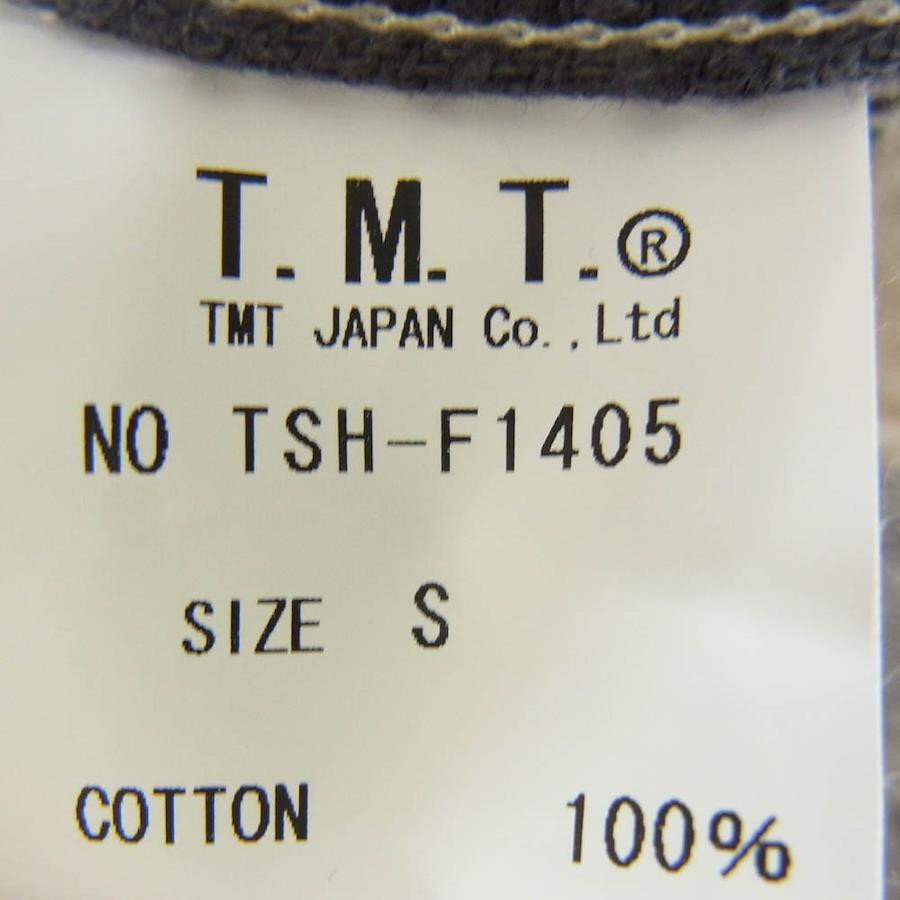 T.M.T.®
TMT JAPAN Co.,Ltd
NO TSH-F1405
SIZE S
COTTON 100%